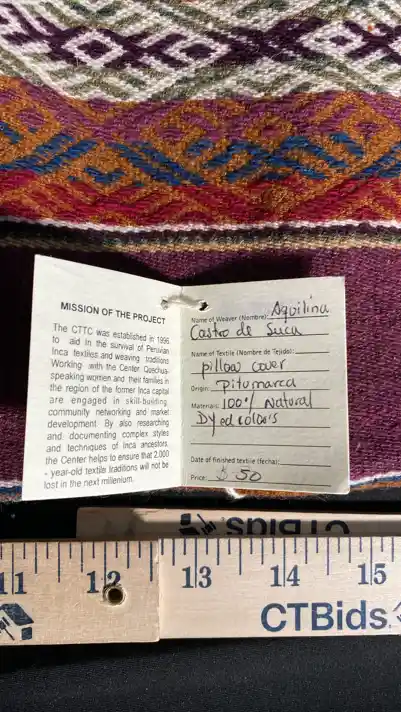 MISSION OF THE PROJECT
The CTTC was established in 1996
to aid in the survival of Peruvian
Inca textiles and weaving traditions
Working with the Center Quechua-
speaking women and their families in
the region of the former Inca capital
are engaged in skill-building,
community networking and market
development. By also researching
and documenting complex styles
and techniques of Inca ancestors,
the Center helps to ensure that 2,000
- year-old textile traditions will not be
lost in the next millenium.
Name of Weaver (Nombre): Aquilina
Castro de Suca
Name of Textile (Nombre de Tejido):
pillow cover
Origin: Pitumarca
Materials: 100% Natural
Dyed colors
Date of finished textile (fecha):
Price: $ 50
CTBids
11 12 13 14 15
CTBids.